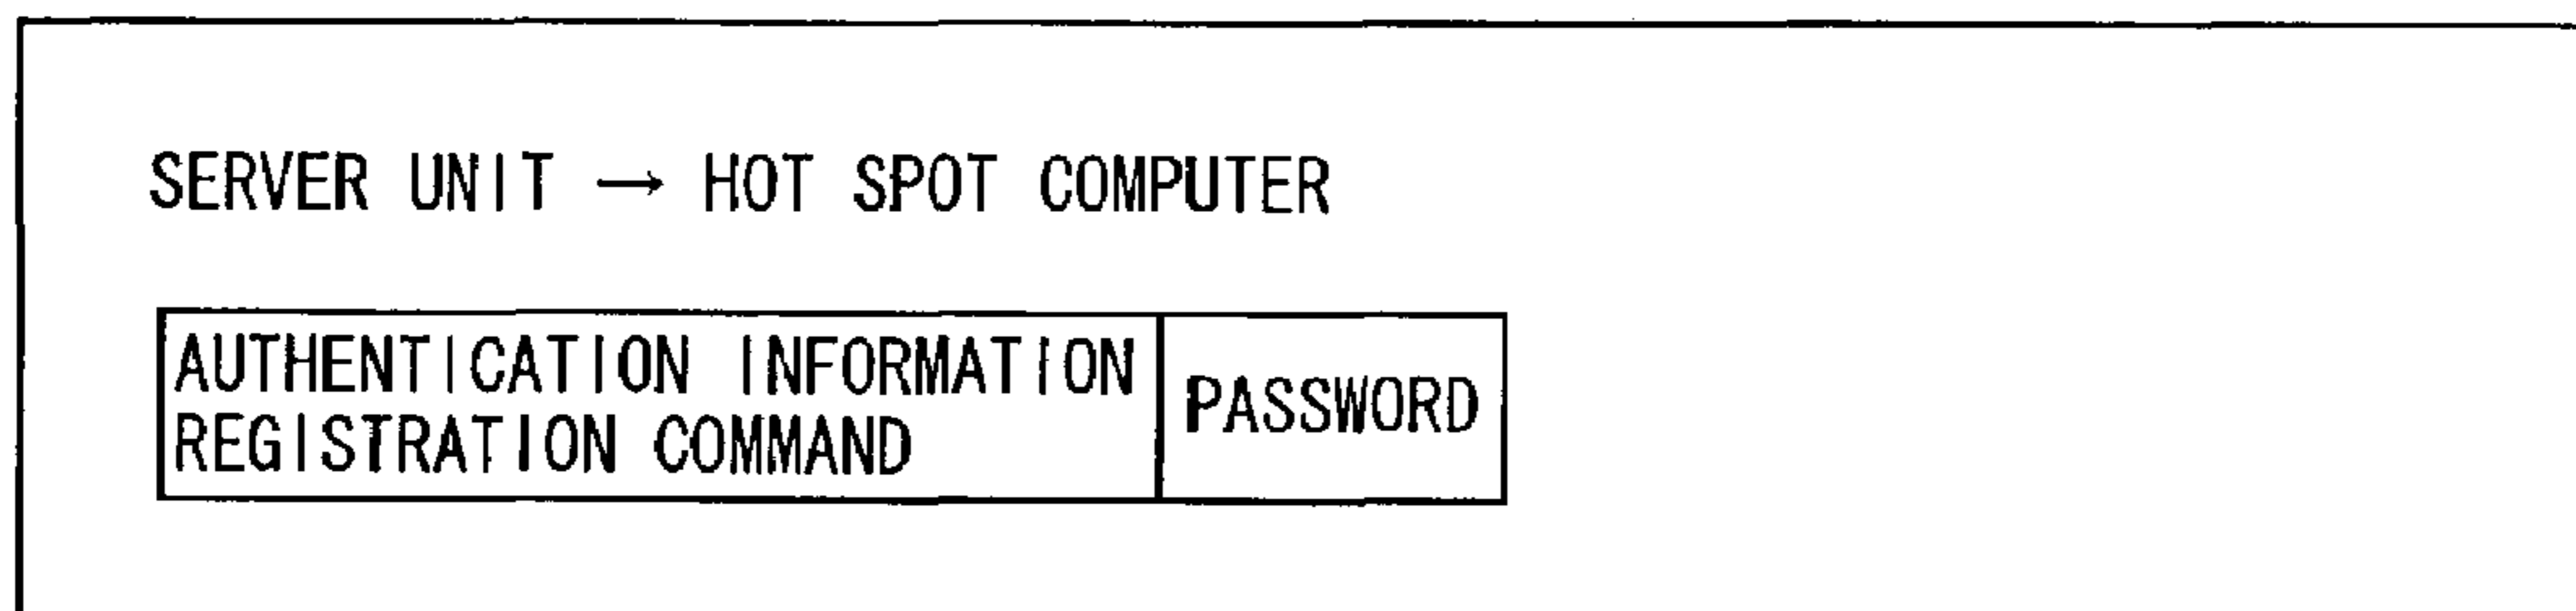 SERVER UNIT → HOT SPOT COMPUTER
AUTHENTICATION INFORMATION
REGISTRATION COMMAND
PASSWORD